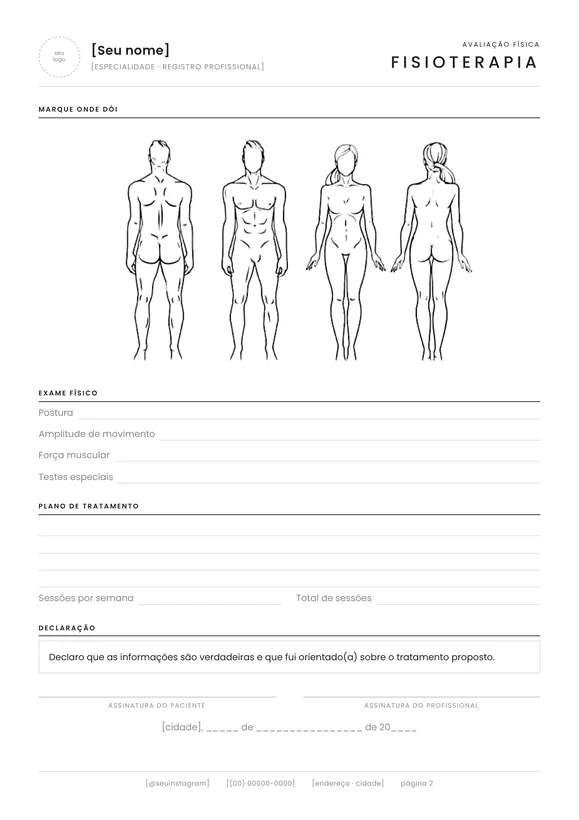 seu
logo
[Seu nome]
[ESPECIALIDADE · REGISTRO PROFISSIONAL]
AVALIAÇÃO FÍSICA
FISIOTERAPIA
MARQUE ONDE DÓI
EXAME FÍSICO
Postura
Amplitude de movimento
Força muscular
Testes especiais
PLANO DE TRATAMENTO
Sessões por semana
Total de sessões
DECLARAÇÃO
Declaro que as informações são verdadeiras e que fui orientado(a) sobre o tratamento proposto.
ASSINATURA DO PACIENTE
ASSINATURA DO PROFISSIONAL
[cidade], _____ de ________________ de 20____
[@seuinstagram] [(00) 00000-0000] [endereço · cidade] página 2